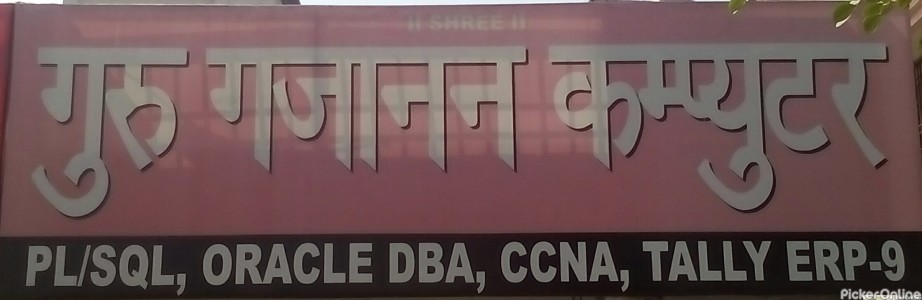 || SHREE ||
गुरु गजानन कम्प्युटर
PL/SQL, ORACLE DBA, CCNA, TALLY ERP-9
PickerOnline